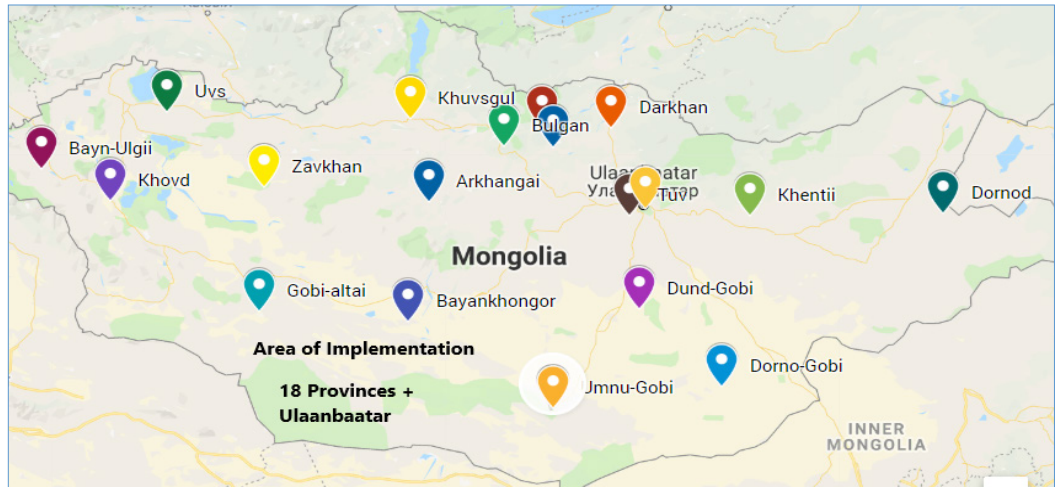 Uvs
Khuvsgul
Darkhan
Bulgan
Bayn-Ulgii
Zavkhan
Khovd
Arkhangai
Ulaanbaatar
Tuv
Khentii
Dornod
Mongolia
Gobi-altai
Bayankhongor
Dund-Gobi
Area of Implementation
Dorno-Gobi
18 Provinces +
Umnu-Gobi
Ulaanbaatar
INNER
MONGOLIA